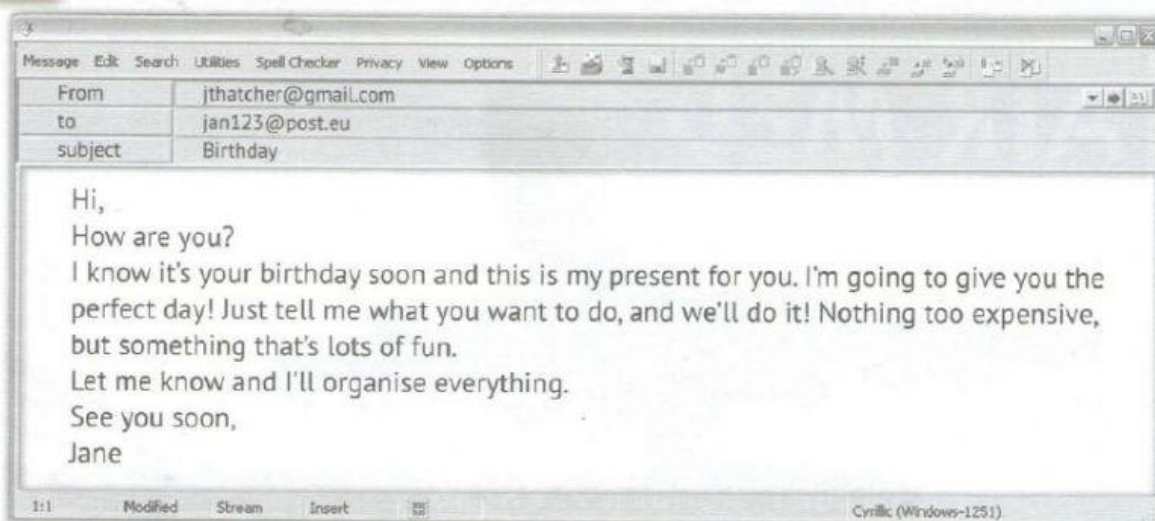 Message Edit Search Utilities Spell Checker Privacy View Options
From jthatcher@gmail.com
to jan123@post.eu
subject Birthday
Hi,
How are you?
I know it's your birthday soon and this is my present for you. I'm going to give you the
perfect day! Just tell me what you want to do, and we'll do it! Nothing too expensive,
but something that's lots of fun.
Let me know and I'll organise everything.
See you soon,
Jane
1:1 Modified Stream Insert Cyrillic (Windows-1251)